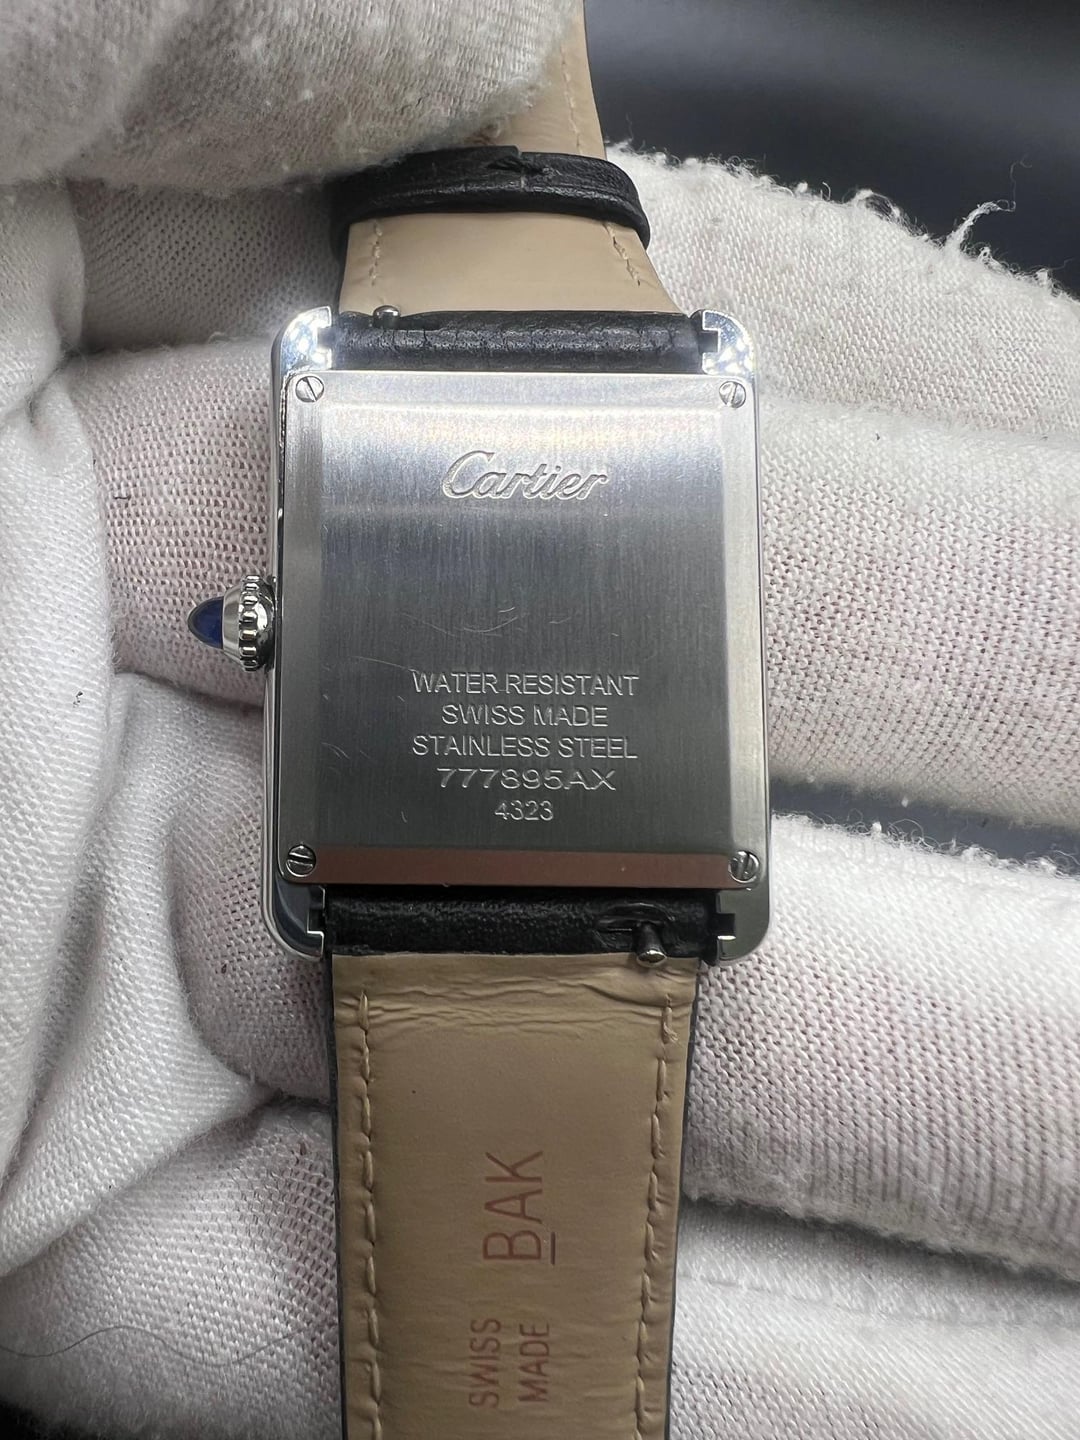 Cartier
WATER RESISTANT
SWISS MADE
STAINLESS STEEL
777895AX
4323
BAK
SWISS
MADE